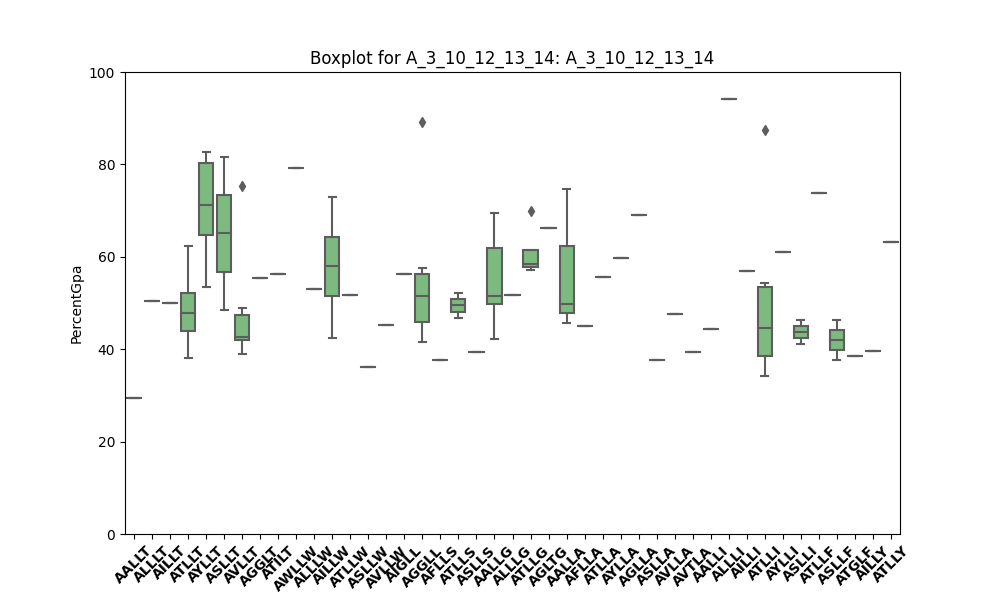 Boxplot for A_3_10_12_13_14: A_3_10_12_13_14
PercentGpa
100
80
60
40
20
0
AALLT
ALLLT
AILLT
ATLLT
AYLLT
ASLLT
AVLLT
AGGLT
ATILT
AWLLW
ALLLW
AILLW
ATLLW
ASLLW
AVLLW
AIGLL
AGGLL
AFLLS
ATLLS
ASLLS
AALLG
ALLLG
ATLLG
AGLTG
AALLA
AFLLA
ATLLA
AYLLA
AGLLA
ASLLA
AVLLA
AVTLA
AALLI
ALLLI
AILLI
ATLLI
AYLLI
ASLLI
ATLLF
ASLLF
ATGLF
AILLY
ATLLY